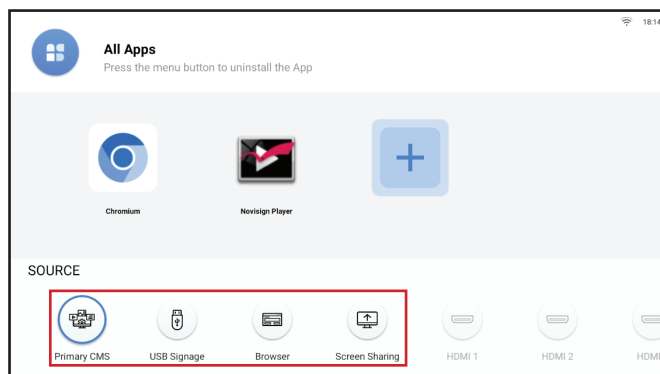 18:14
All Apps
Press the menu button to uninstall the App
Chromium
Novisign Player
SOURCE
Primary CMS
USB Signage
Browser
Screen Sharing
HDMI 1
HDMI 2
HDMI